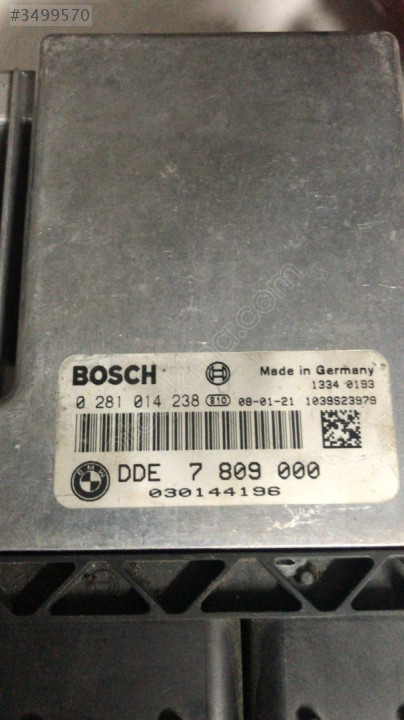 #3499570
BOSCH Made in Germany
1334 0193
0 281 014 238 810 08-01-21 1039S23979
BMW DDE 7 809 000
030144196